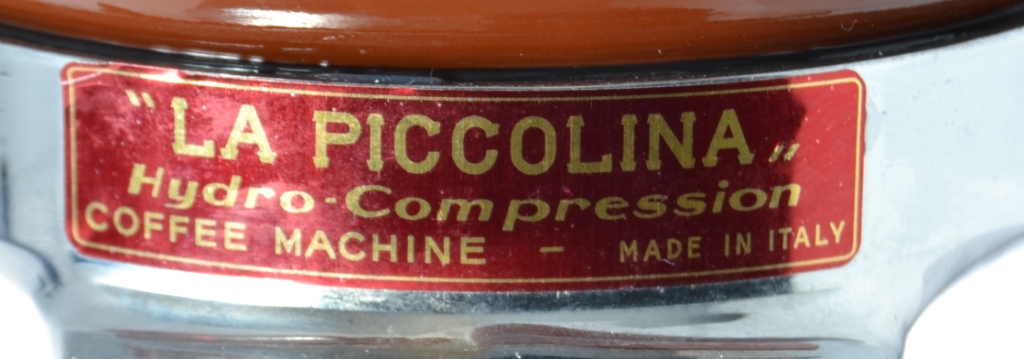 "LA PICCOLINA"
Hydro-Compression
COFFEE MACHINE - MADE IN ITALY